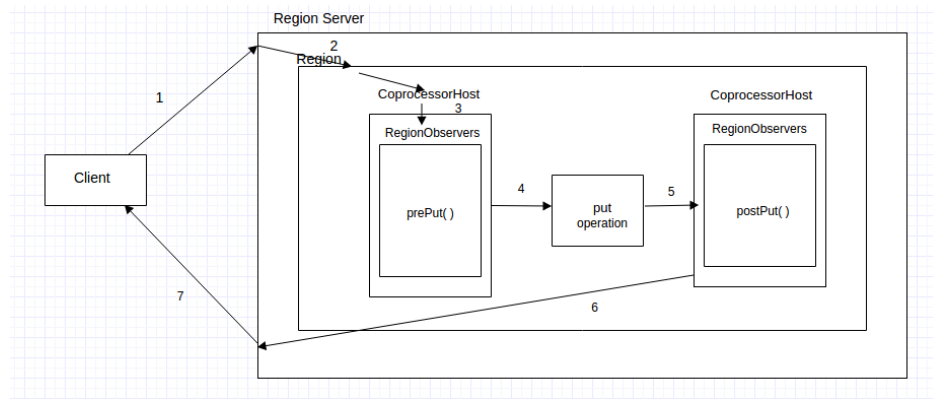 Region Server
2
Region
1
CoprocessorHost
CoprocessorHost
3
RegionObservers
RegionObservers
Client
4
5
prePut( )
put
operation
postPut( )
7
6